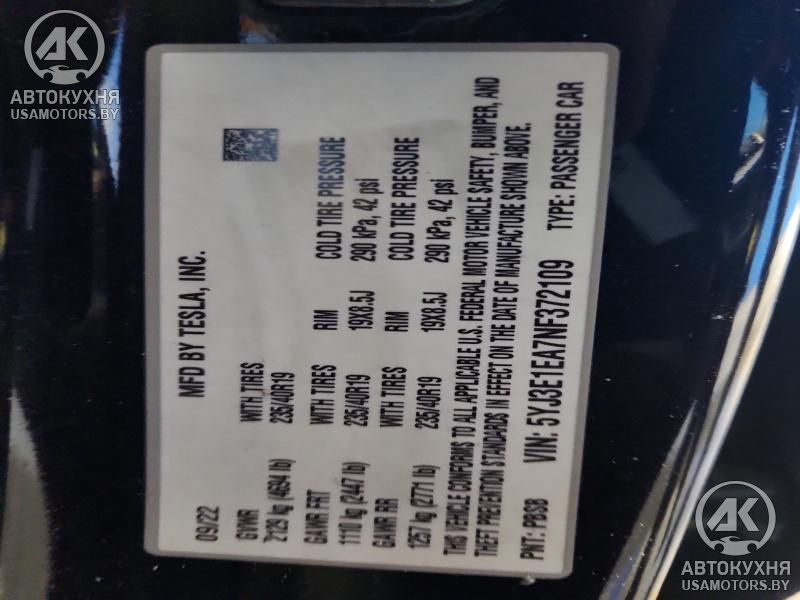 MFD BY TESLA, INC.
09/22
GVWR WITH TIRES
2129 kg (4694 lb) 235/40R19
GAWR FRT WITH TIRES RIM COLD TIRE PRESSURE
1110 kg (2447 lb) 235/40R19 19X8.5J 290 kPa, 42 psi
GAWR RR WITH TIRES RIM COLD TIRE PRESSURE
1257 kg (2771 lb) 235/40R19 19X8.5J 290 kPa, 42 psi
THIS VEHICLE CONFORMS TO ALL APPLICABLE U.S. FEDERAL MOTOR VEHICLE SAFETY, BUMPER, AND
THEFT PREVENTION STANDARDS IN EFFECT ON THE DATE OF MANUFACTURE SHOWN ABOVE.
PNT: PBSB VIN: 5YJ3E1EA7NF372109 TYPE: PASSENGER CAR
АК
АВТОКУХНЯ
USAMOTORS.BY
АК
АВТОКУХНЯ
USAMOTORS.BY